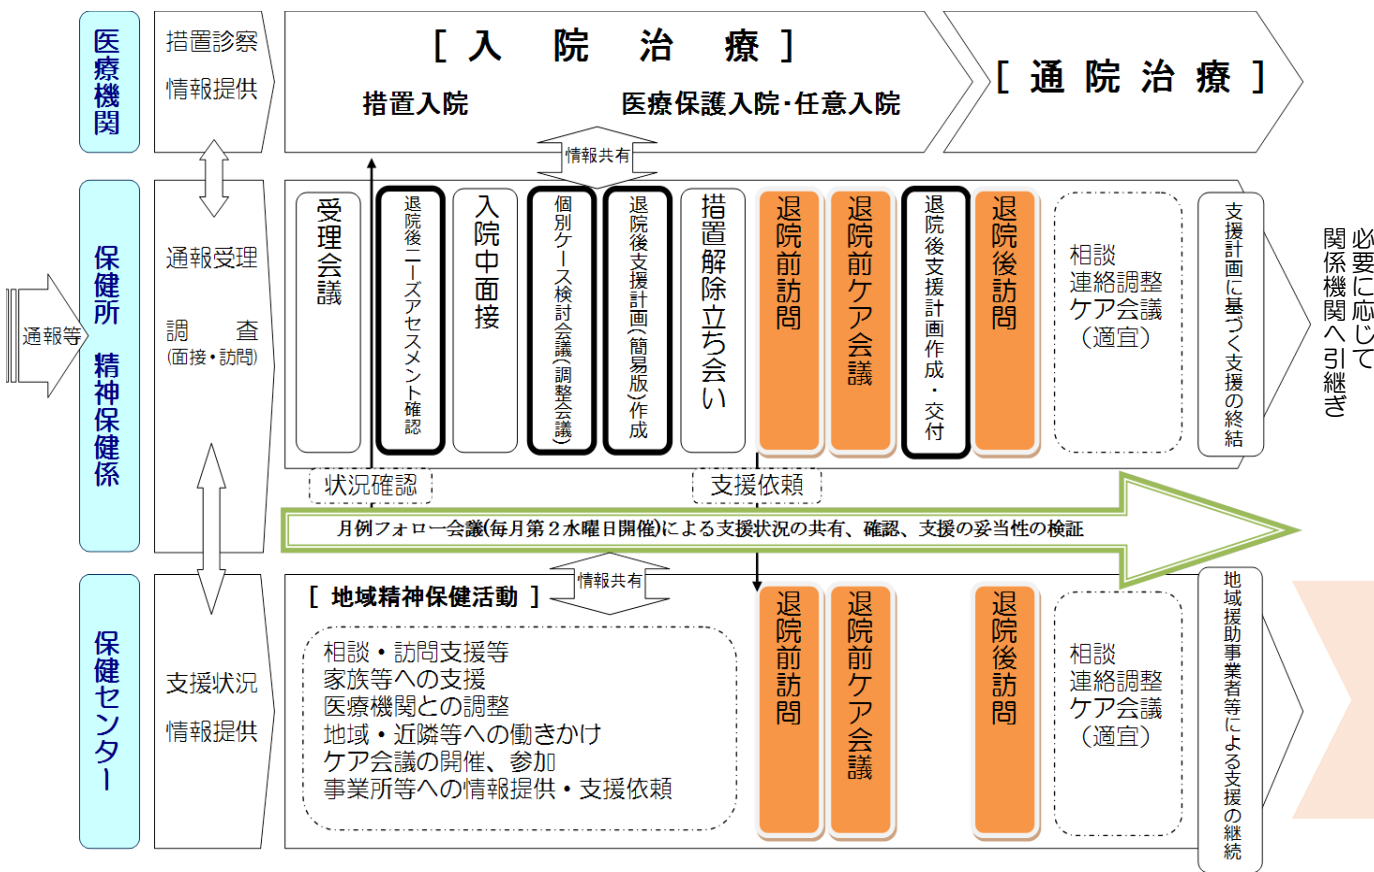 医療機関
措置診察
情報提供
[ 入 院 治 療 ]
措置入院
医療保護入院・任意入院
[ 通 院 治 療 ]
情報共有
通報等
保健所 精神保健係
通報受理
調 査
(面接・訪問)
受理会議
退院後ニーズアセスメント確認
入院中面接
個別ケース検討会議(調整会議)
退院後支援計画(簡易版)作成
措置解除立ち会い
退院前訪問
退院前ケア会議
退院後支援計画作成・交付
退院後訪問
相談
連絡調整
ケア会議
(適宜)
支援計画に基づく支援の終結
必要に応じて
関係機関へ引継ぎ
状況確認
支援依頼
月例フォロー会議(毎月第2水曜日開催)による支援状況の共有、確認、支援の妥当性の検証
情報共有
保健センター
支援状況
情報提供
[ 地域精神保健活動 ]
相談・訪問支援等
家族等への支援
医療機関との調整
地域・近隣等への働きかけ
ケア会議の開催、参加
事業所等への情報提供・支援依頼
退院前訪問
退院前ケア会議
退院後訪問
相談
連絡調整
ケア会議
(適宜)
地域援助事業者等による支援の継続